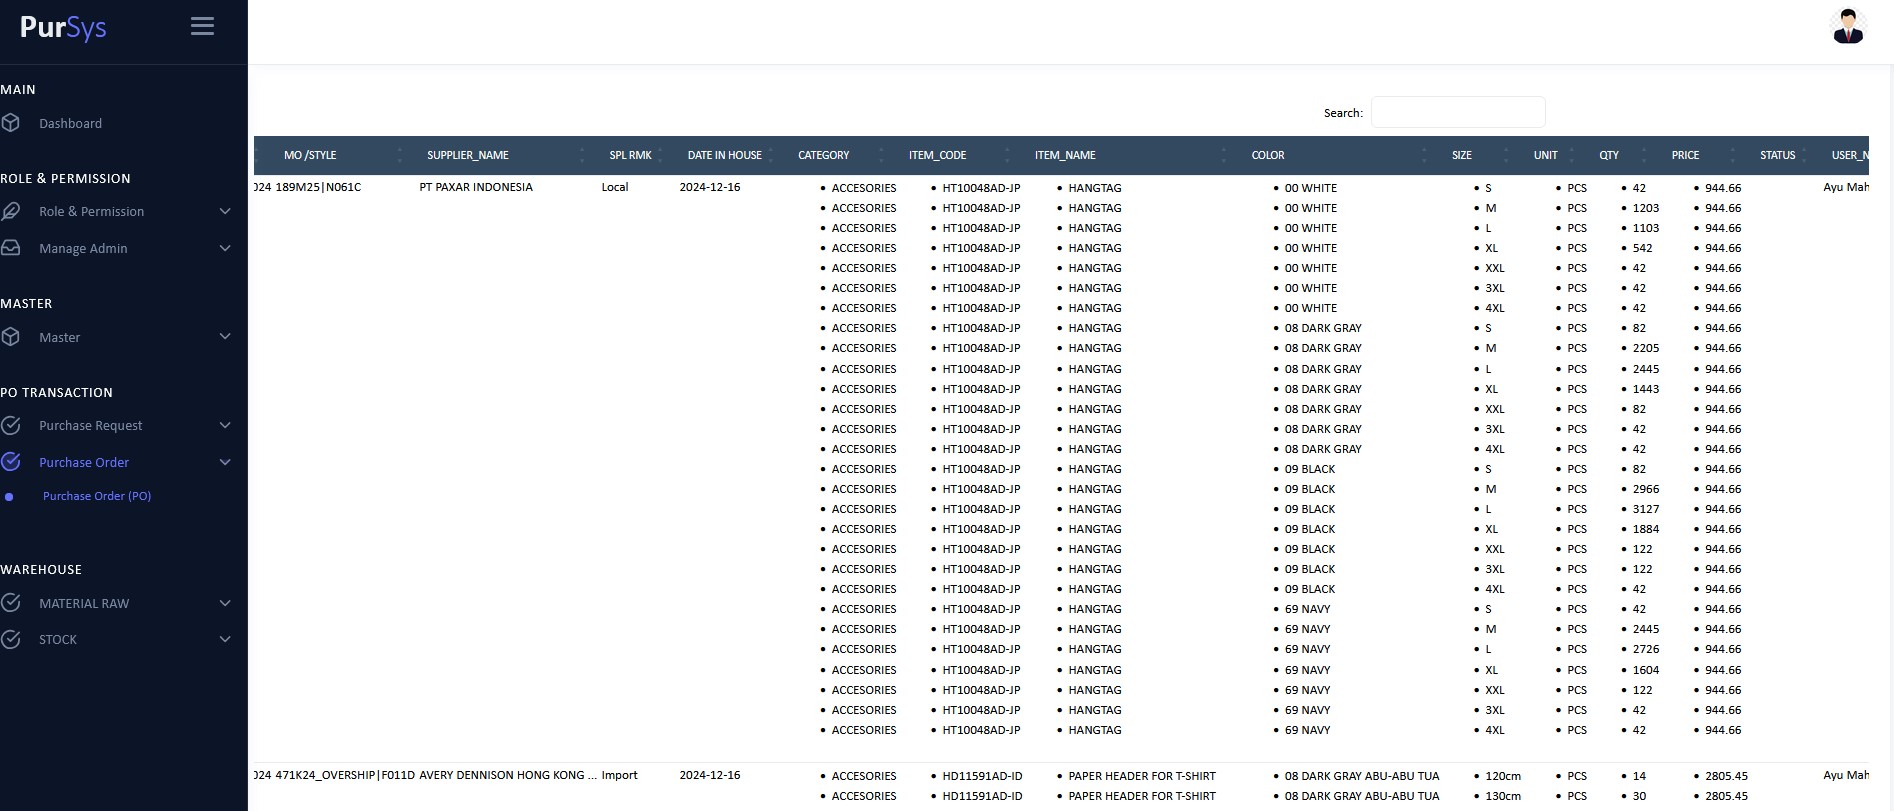 PurSys
MAIN
Dashboard
ROLE & PERMISSION
Role & Permission
Manage Admin
MASTER
Master
PO TRANSACTION
Purchase Request
Purchase Order
Purchase Order (PO)
WAREHOUSE
MATERIAL RAW
STOCK
Search:
MO /STYLE SUPPLIER_NAME SPL RMK DATE IN HOUSE CATEGORY ITEM_CODE ITEM_NAME COLOR SIZE UNIT QTY PRICE STATUS USER_N
024 189M25|N061C PT PAXAR INDONESIA Local 2024-12-16 • ACCESORIES • HT10048AD-JP • HANGTAG • 00 WHITE • S • PCS • 42 • 944.66 Ayu Mah
• ACCESORIES • HT10048AD-JP • HANGTAG • 00 WHITE • M • PCS • 1203 • 944.66
• ACCESORIES • HT10048AD-JP • HANGTAG • 00 WHITE • L • PCS • 1103 • 944.66
• ACCESORIES • HT10048AD-JP • HANGTAG • 00 WHITE • XL • PCS • 542 • 944.66
• ACCESORIES • HT10048AD-JP • HANGTAG • 00 WHITE • XXL • PCS • 42 • 944.66
• ACCESORIES • HT10048AD-JP • HANGTAG • 00 WHITE • 3XL • PCS • 42 • 944.66
• ACCESORIES • HT10048AD-JP • HANGTAG • 00 WHITE • 4XL • PCS • 42 • 944.66
• ACCESORIES • HT10048AD-JP • HANGTAG • 08 DARK GRAY • S • PCS • 82 • 944.66
• ACCESORIES • HT10048AD-JP • HANGTAG • 08 DARK GRAY • M • PCS • 2205 • 944.66
• ACCESORIES • HT10048AD-JP • HANGTAG • 08 DARK GRAY • L • PCS • 2445 • 944.66
• ACCESORIES • HT10048AD-JP • HANGTAG • 08 DARK GRAY • XL • PCS • 1443 • 944.66
• ACCESORIES • HT10048AD-JP • HANGTAG • 08 DARK GRAY • XXL • PCS • 82 • 944.66
• ACCESORIES • HT10048AD-JP • HANGTAG • 08 DARK GRAY • 3XL • PCS • 42 • 944.66
• ACCESORIES • HT10048AD-JP • HANGTAG • 08 DARK GRAY • 4XL • PCS • 42 • 944.66
• ACCESORIES • HT10048AD-JP • HANGTAG • 09 BLACK • S • PCS • 82 • 944.66
• ACCESORIES • HT10048AD-JP • HANGTAG • 09 BLACK • M • PCS • 2966 • 944.66
• ACCESORIES • HT10048AD-JP • HANGTAG • 09 BLACK • L • PCS • 3127 • 944.66
• ACCESORIES • HT10048AD-JP • HANGTAG • 09 BLACK • XL • PCS • 1884 • 944.66
• ACCESORIES • HT10048AD-JP • HANGTAG • 09 BLACK • XXL • PCS • 122 • 944.66
• ACCESORIES • HT10048AD-JP • HANGTAG • 09 BLACK • 3XL • PCS • 122 • 944.66
• ACCESORIES • HT10048AD-JP • HANGTAG • 09 BLACK • 4XL • PCS • 42 • 944.66
• ACCESORIES • HT10048AD-JP • HANGTAG • 69 NAVY • S • PCS • 42 • 944.66
• ACCESORIES • HT10048AD-JP • HANGTAG • 69 NAVY • M • PCS • 2445 • 944.66
• ACCESORIES • HT10048AD-JP • HANGTAG • 69 NAVY • L • PCS • 2726 • 944.66
• ACCESORIES • HT10048AD-JP • HANGTAG • 69 NAVY • XL • PCS • 1604 • 944.66
• ACCESORIES • HT10048AD-JP • HANGTAG • 69 NAVY • XXL • PCS • 122 • 944.66
• ACCESORIES • HT10048AD-JP • HANGTAG • 69 NAVY • 3XL • PCS • 42 • 944.66
• ACCESORIES • HT10048AD-JP • HANGTAG • 69 NAVY • 4XL • PCS • 42 • 944.66
024 471K24_OVERSHIP|F011D AVERY DENNISON HONG KONG ... Import 2024-12-16 • ACCESORIES • HD11591AD-ID • PAPER HEADER FOR T-SHIRT • 08 DARK GRAY ABU-ABU TUA • 120cm • PCS • 14 • 2805.45 Ayu Mah
• ACCESORIES • HD11591AD-ID • PAPER HEADER FOR T-SHIRT • 08 DARK GRAY ABU-ABU TUA • 130cm • PCS • 30 • 2805.45